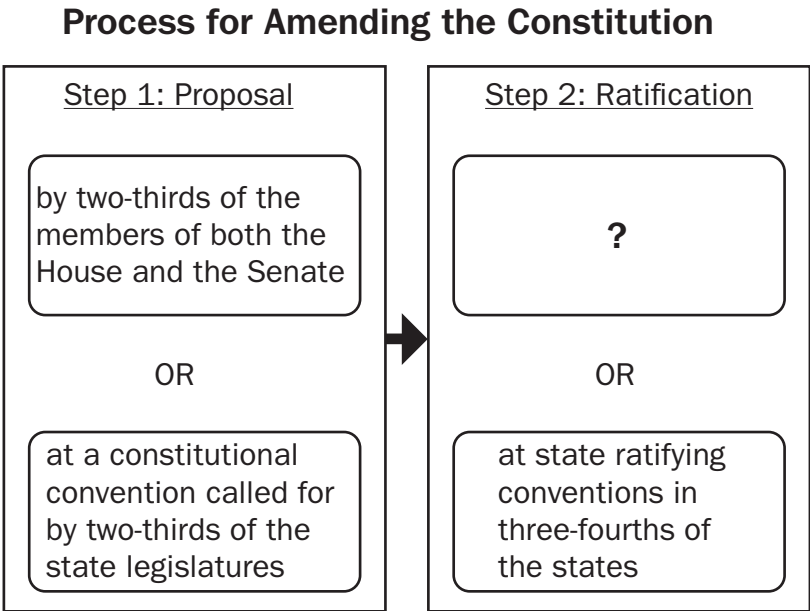 Process for Amending the Constitution
Step 1: Proposal
by two-thirds of the
members of both the
House and the Senate
OR
at a constitutional
convention called for
by two-thirds of the
state legislatures
Step 2: Ratification
?
OR
at state ratifying
conventions in
three-fourths of
the states